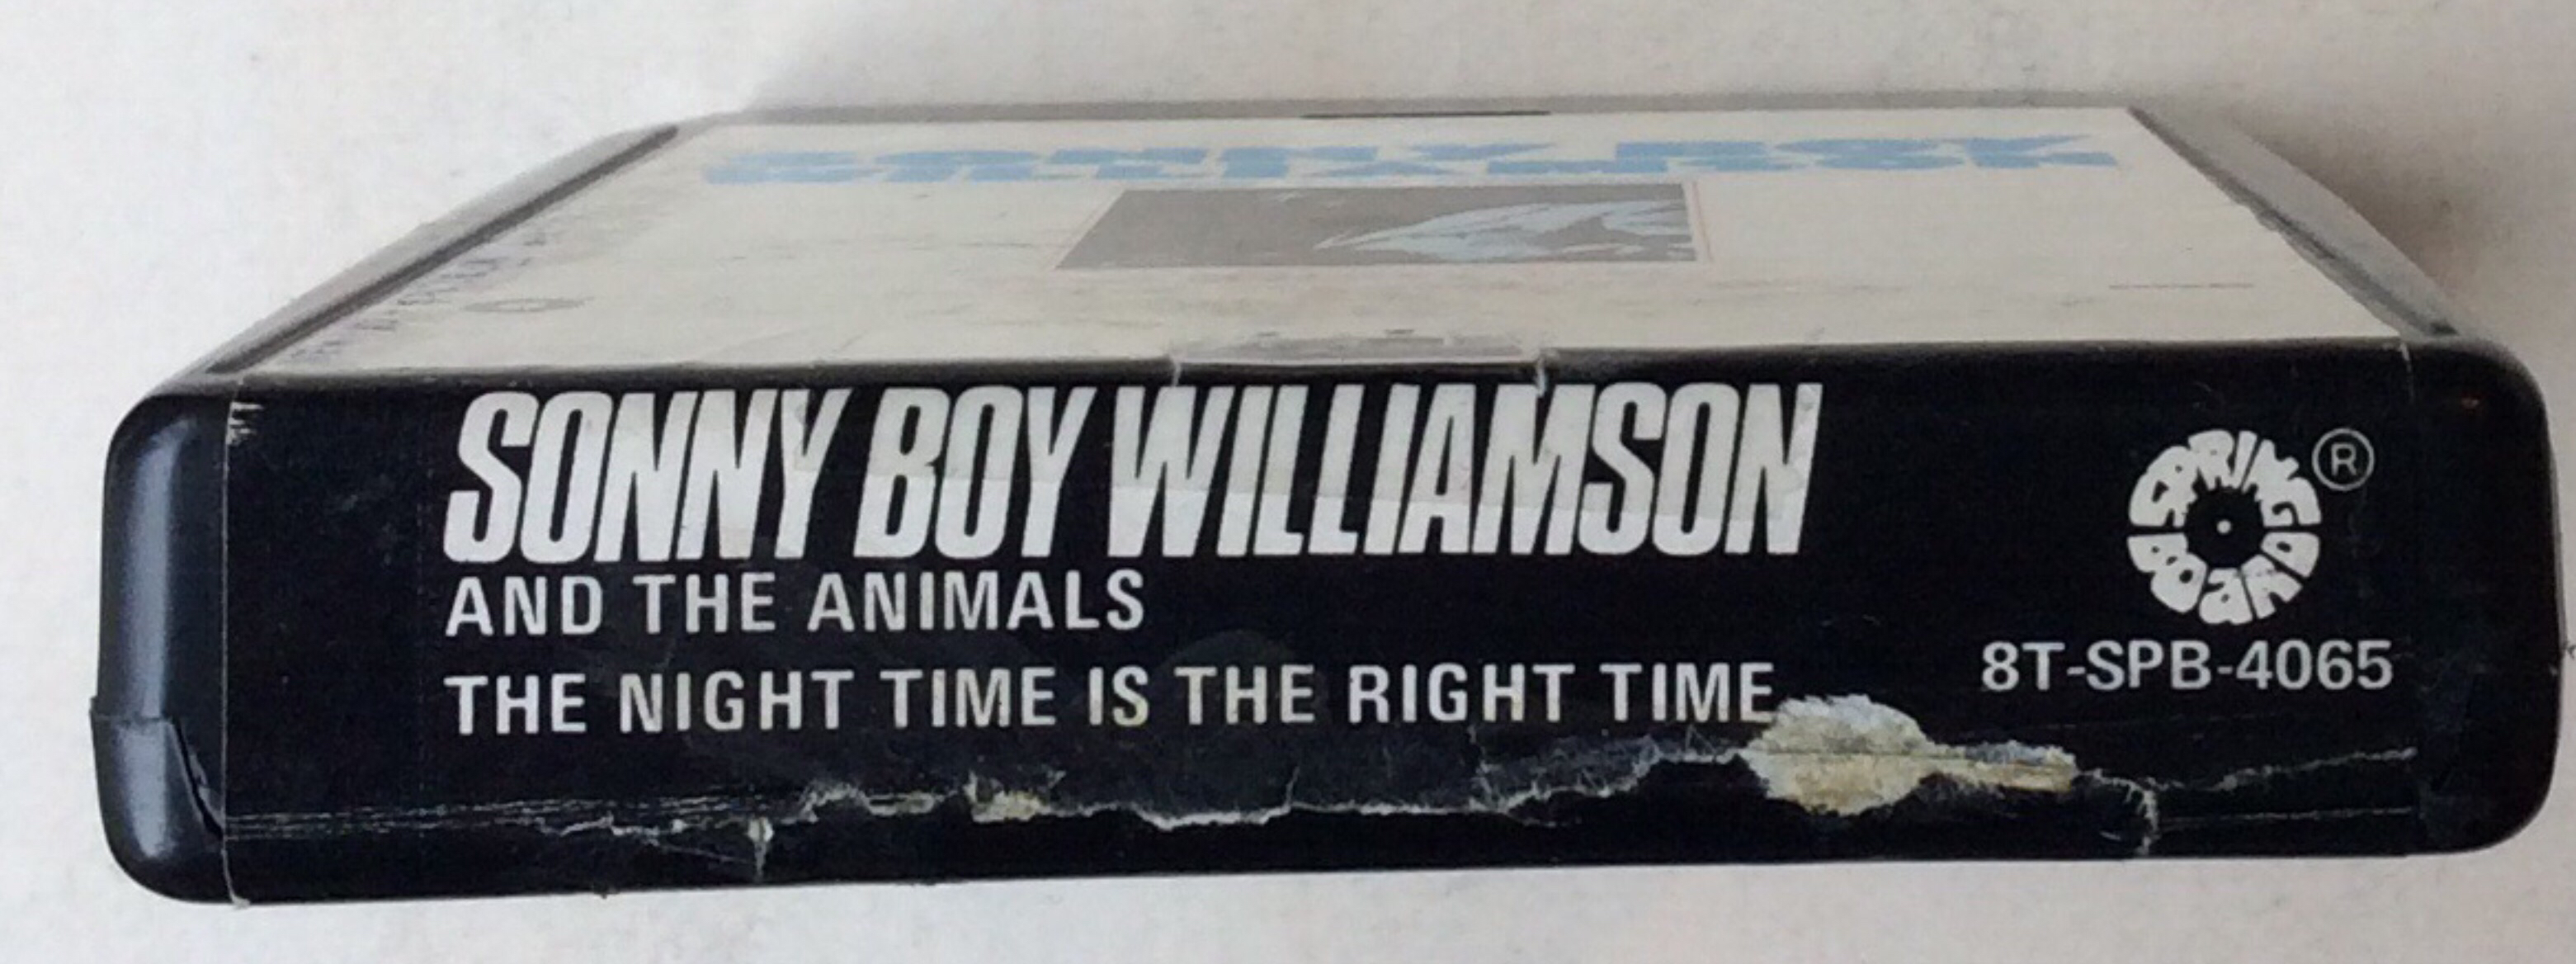 SONNY BOY WILLIAMSON
AND THE ANIMALS
THE NIGHT TIME IS THE RIGHT TIME
SPRINGBOARD ®
8T-SPB-4065